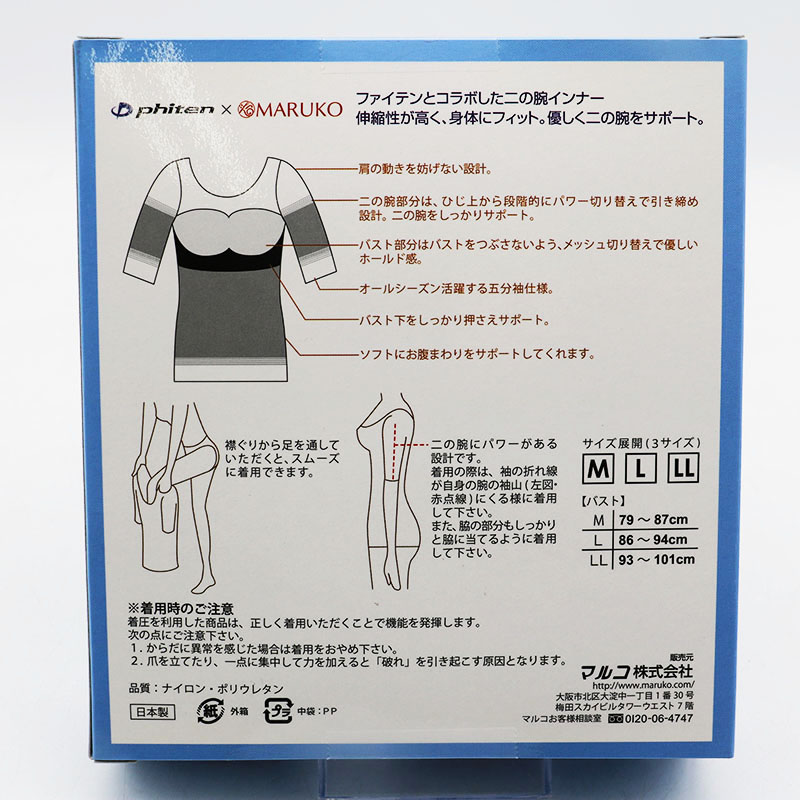 phiten × MARUKO
ファイテンとコラボした二の腕インナー
伸縮性が高く、身体にフィット。優しく二の腕をサポート。
肩の動きを妨げない設計。
二の腕部分は、ひじ上から段階的にパワー切り替えで引き締め
設計。二の腕をしっかりサポート。
バスト部分はバストをつぶさないよう、メッシュ切り替えで優しい
ホールド感。
オールシーズン活躍する五分袖仕様。
バスト下をしっかり押さえサポート。
ソフトにお腹まわりをサポートしてくれます。
襟ぐりから足を通して
いただくと、スムーズ
に着用できます。
二の腕にパワーがある
設計です。
着用の際は、袖の折れ線
が自身の腕の袖山(左図・
赤点線)にくる様に着用
して下さい。
また、脇の部分もしっかり
と脇に当てるように着用
して下さい。
サイズ展開(3サイズ)
M L LL
【バスト】
M 79～87cm
L 86～94cm
LL 93～101cm
※着用時のご注意
着圧を利用した商品は、正しく着用いただくことで機能を発揮します。
次の点にご注意下さい。
1. からだに異常を感じた場合は着用をおやめ下さい。
2. 爪を立てたり、一点に集中して力を加えると「破れ」を引き起こす原因となります。
品質：ナイロン・ポリウレタン
日本製 紙 外箱 プラ 中袋：PP
販売元
マルコ株式会社
http://www.maruko.com/
大阪市北区大淀中一丁目1番30号
梅田スカイビルタワーウエスト7階
マルコお客様相談室 0120-06-4747